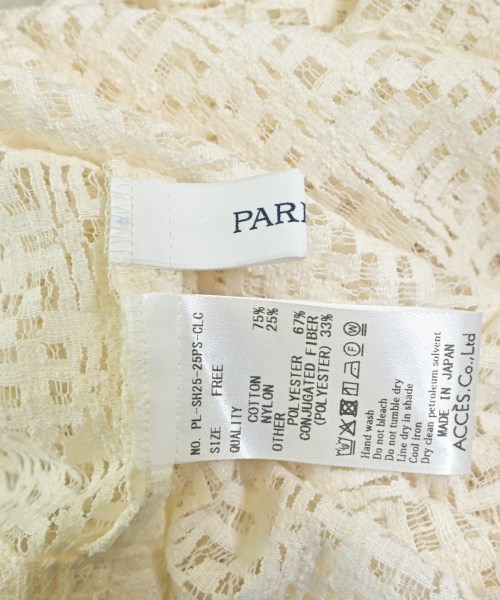 PARI
NO. PL-SH25-25PS-CLC
SIZE FREE
QUALITY
COTTON 75%
NYLON 25%
OTHER
POLYESTER 67%
CONJUGATED FIBER
(POLYESTER) 33%
Hand wash
Do not bleach
Do not tumble dry
Line dry in shade
Cool iron
Dry clean petroleum solvent
MADE IN JAPAN
ACCÈS.Co.,Ltd